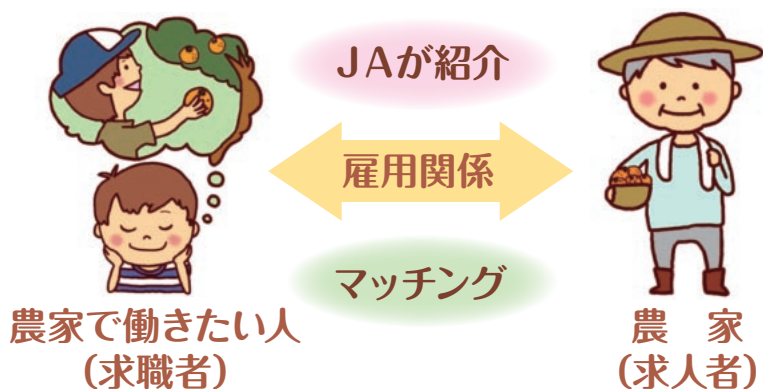 JAが紹介
雇用関係
マッチング
農家で働きたい人
(求職者)
農　家
(求人者)